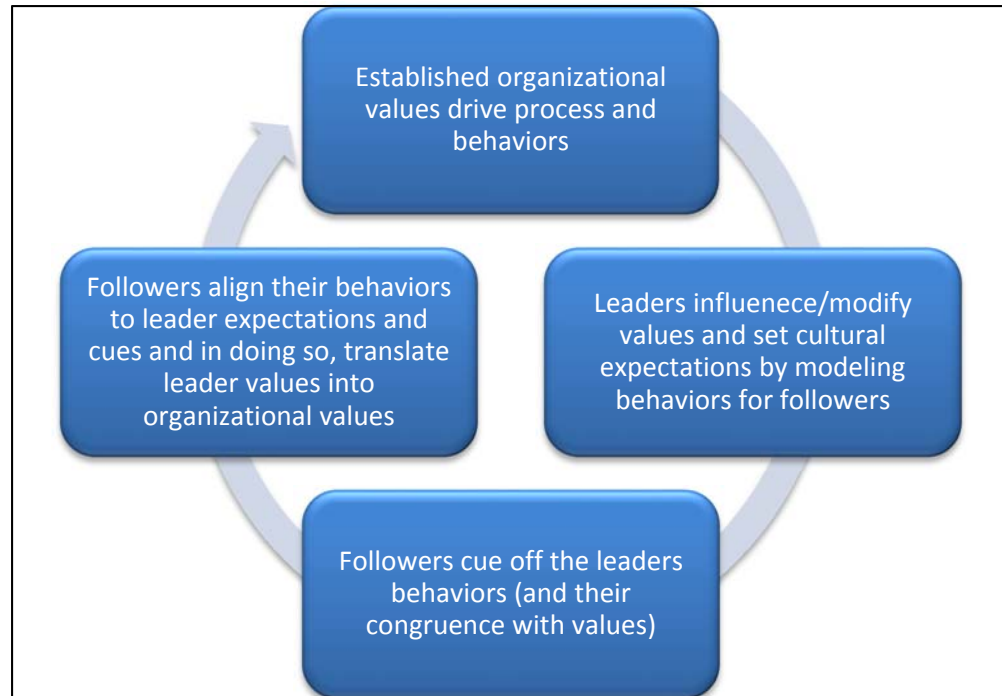 Established organizational
values drive process and
behaviors
Leaders influenece/modify
values and set cultural
expectations by modeling
behaviors for followers
Followers cue off the leaders
behaviors (and their
congruence with values)
Followers align their behaviors
to leader expectations and
cues and in doing so, translate
leader values into
organizational values